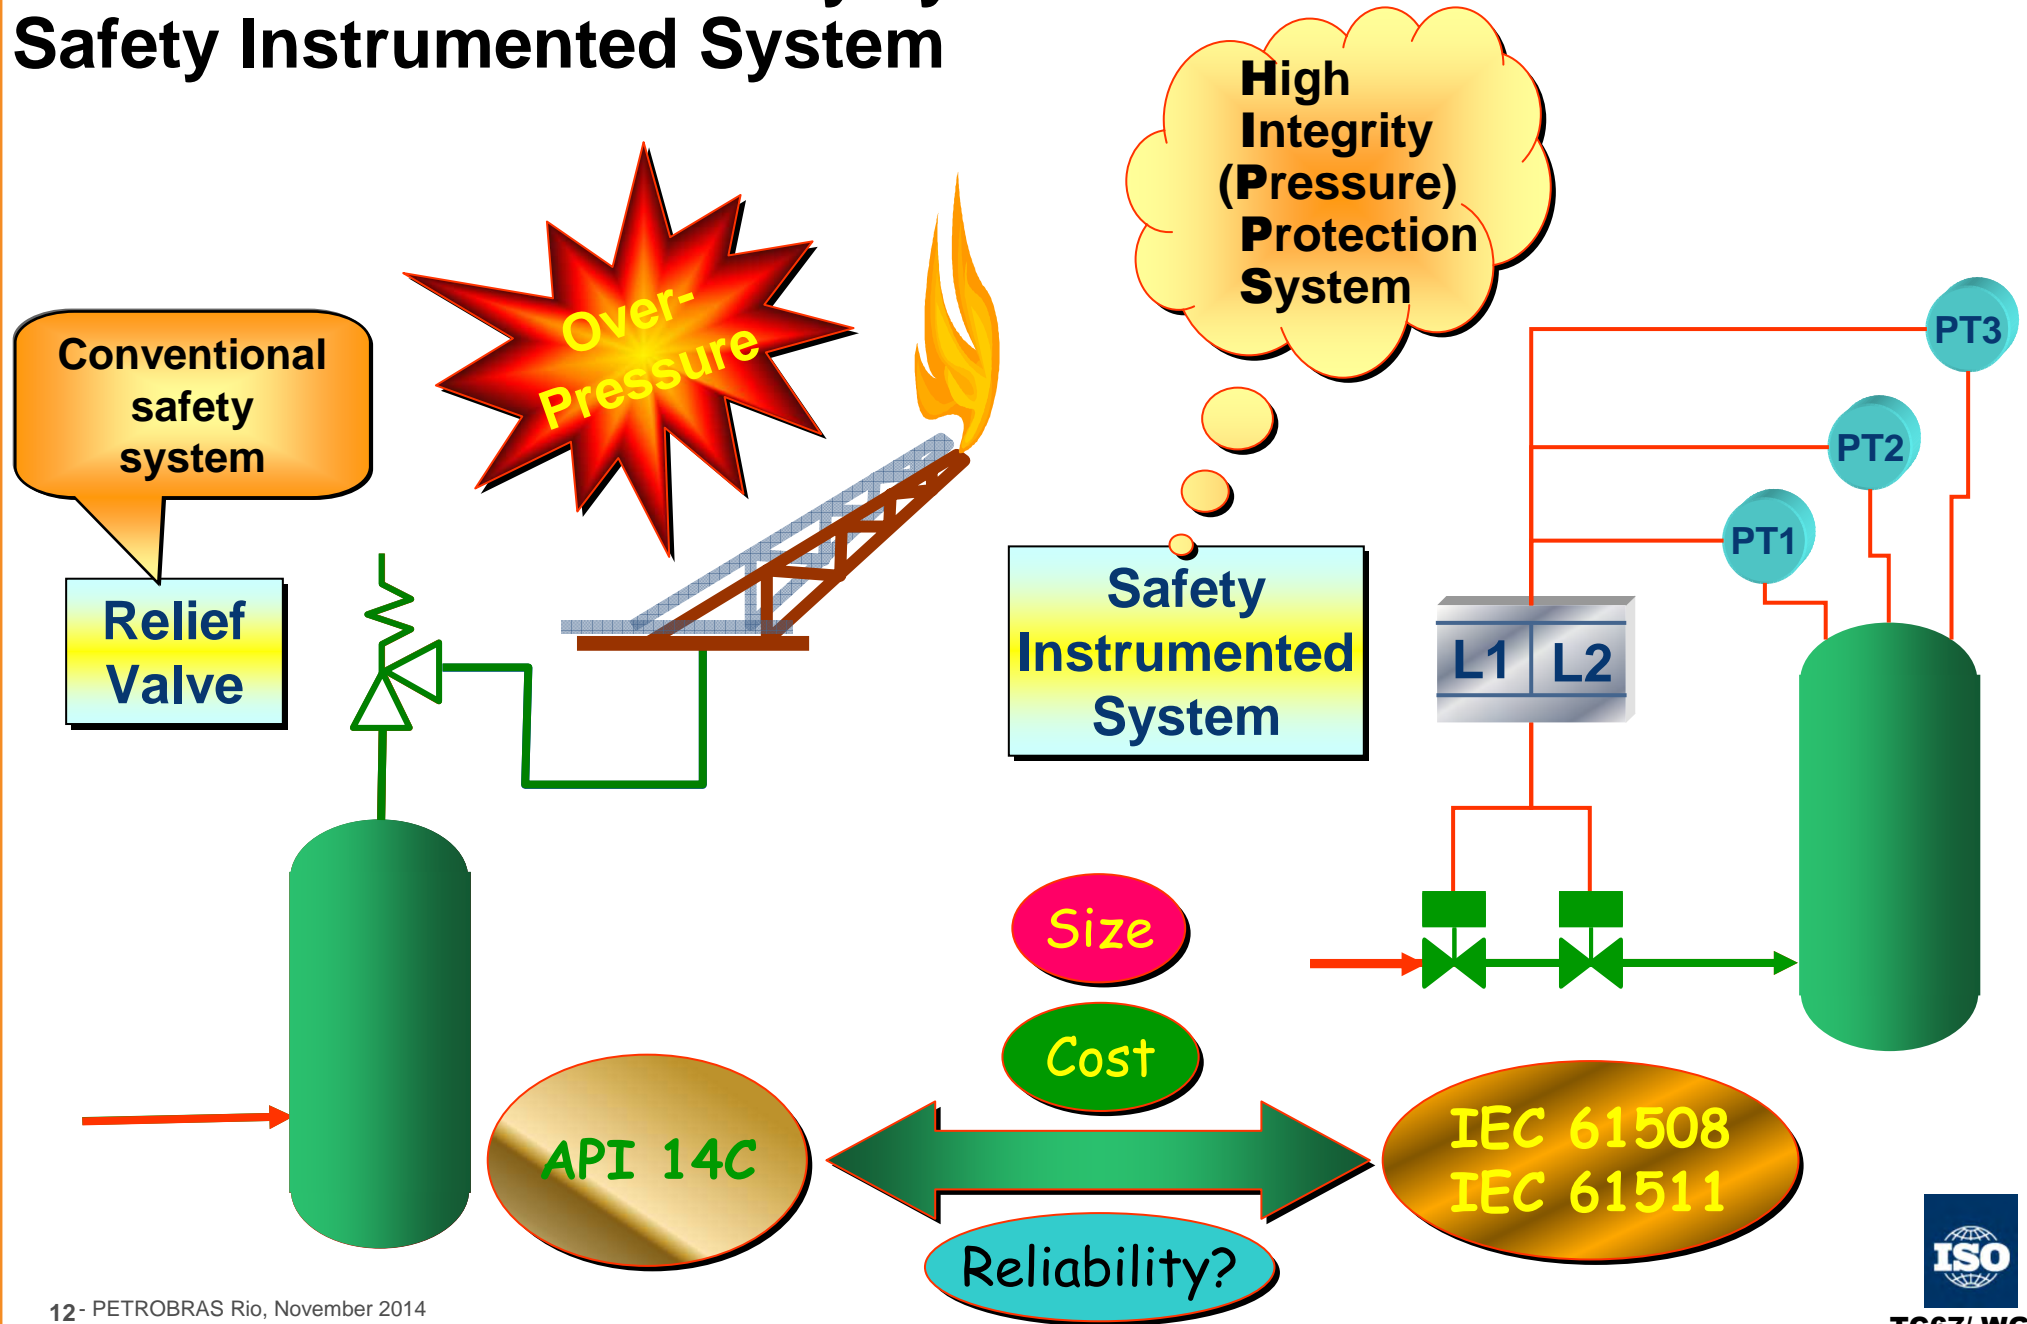 Safety Instrumented System
High
Integrity
(Pressure)
Protection
System
Over-
Pressure
Conventional
safety
system
Relief
Valve
Safety
Instrumented
System
PT3
PT2
PT1
L1 L2
Size
Cost
API 14C
IEC 61508
IEC 61511
Reliability?
ISO
12 - PETROBRAS Rio, November 2014